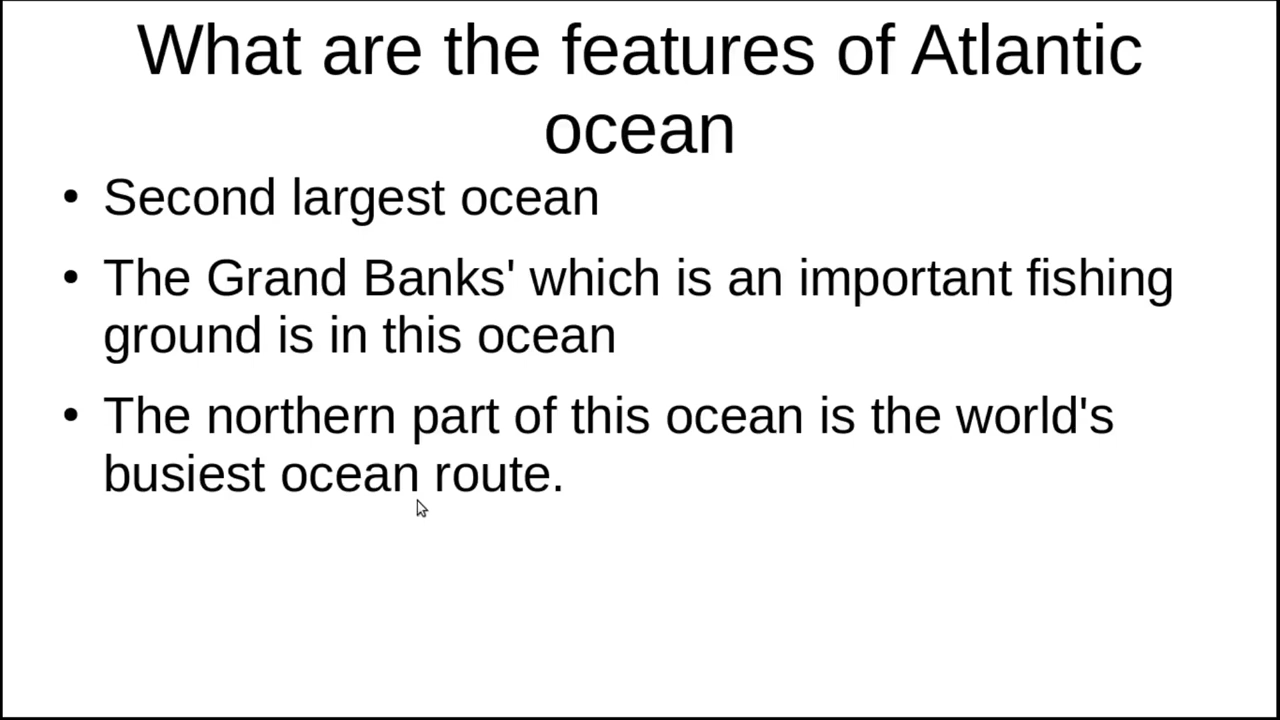 What are the features of Atlantic
ocean
• Second largest ocean
• The Grand Banks' which is an important fishing
ground is in this ocean
• The northern part of this ocean is the world's
busiest ocean route.